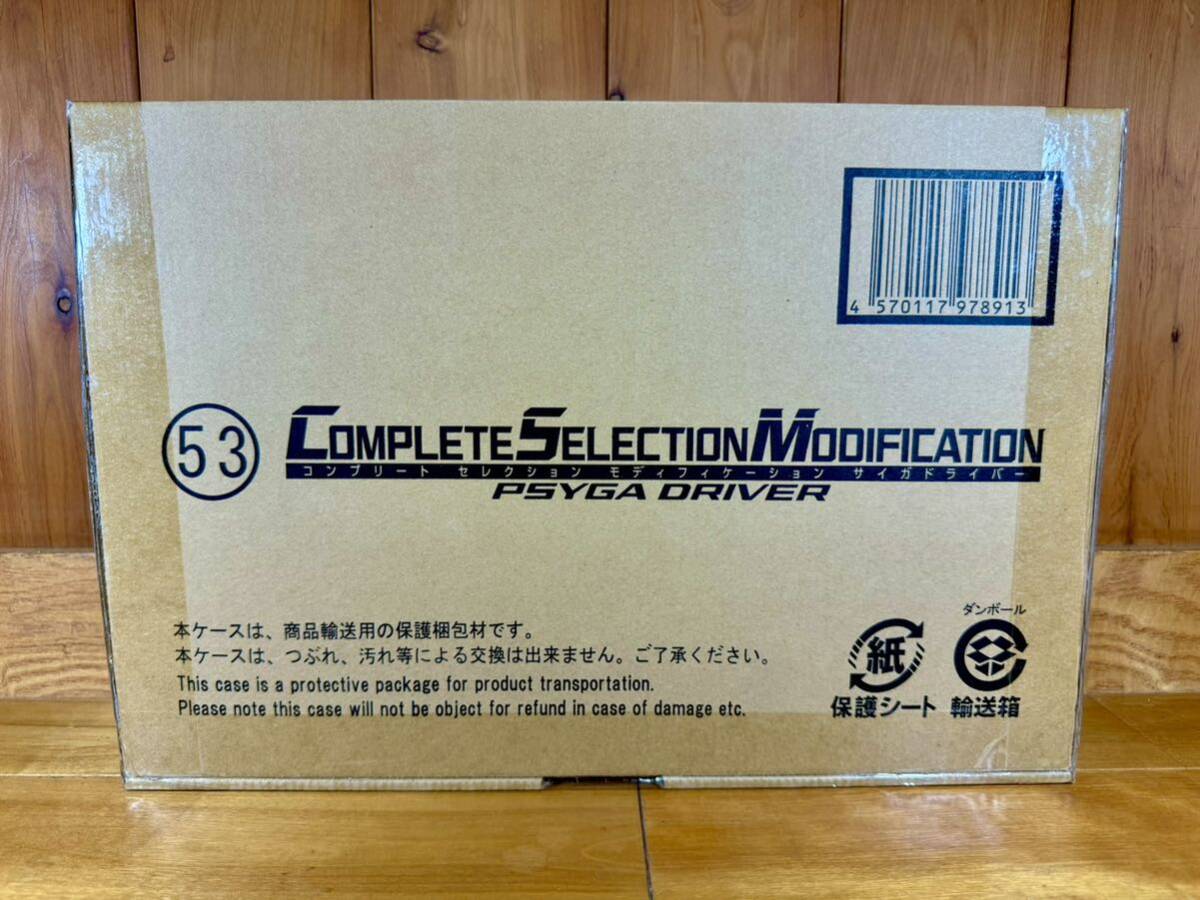 4 570117 978913
53
COMPLETE SELECTION MODIFICATION
コンプリート セレクション モディフィケーション サイガドライバー
PSYGA DRIVER
本ケースは、商品輸送用の保護梱包材です。
本ケースは、つぶれ、汚れ等による交換は出来ません。ご了承ください。
This case is a protective package for product transportation.
Please note this case will not be object for refund in case of damage etc.
ダンボール
紙
保護シート 輸送箱